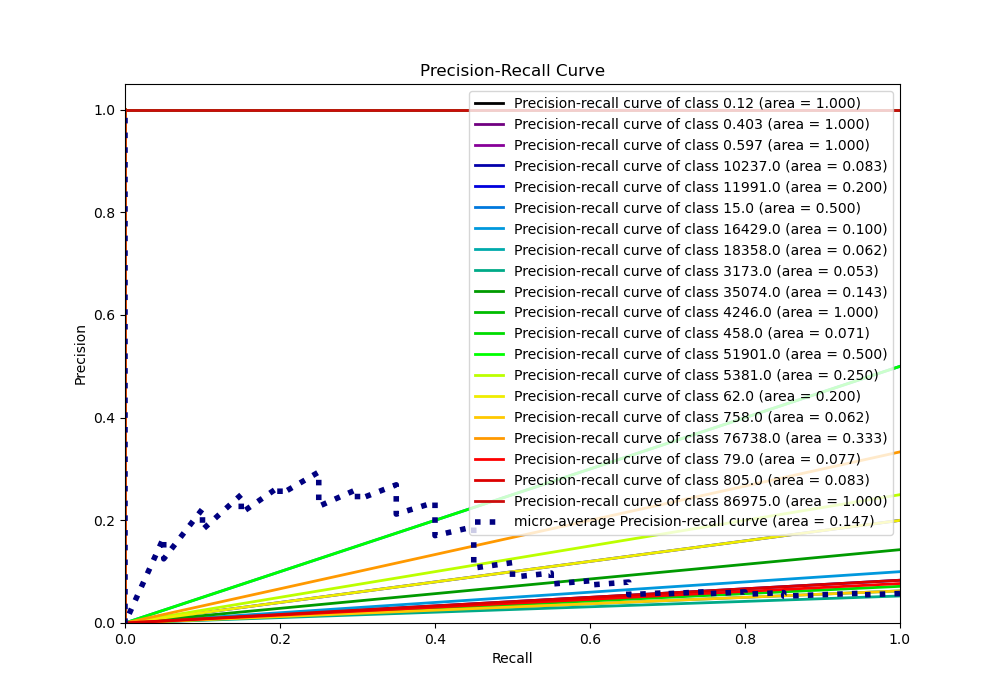 Precision-Recall Curve
Precision
1.0
0.8
0.6
0.4
0.2
0.0
Precision-recall curve of class 0.12 (area = 1.000)
Precision-recall curve of class 0.403 (area = 1.000)
Precision-recall curve of class 0.597 (area = 1.000)
Precision-recall curve of class 10237.0 (area = 0.083)
Precision-recall curve of class 11991.0 (area = 0.200)
Precision-recall curve of class 15.0 (area = 0.500)
Precision-recall curve of class 16429.0 (area = 0.100)
Precision-recall curve of class 18358.0 (area = 0.062)
Precision-recall curve of class 3173.0 (area = 0.053)
Precision-recall curve of class 35074.0 (area = 0.143)
Precision-recall curve of class 4246.0 (area = 1.000)
Precision-recall curve of class 458.0 (area = 0.071)
Precision-recall curve of class 51901.0 (area = 0.500)
Precision-recall curve of class 5381.0 (area = 0.250)
Precision-recall curve of class 62.0 (area = 0.200)
Precision-recall curve of class 758.0 (area = 0.062)
Precision-recall curve of class 76738.0 (area = 0.333)
Precision-recall curve of class 79.0 (area = 0.077)
Precision-recall curve of class 805.0 (area = 0.083)
Precision-recall curve of class 86975.0 (area = 1.000)
micro-average Precision-recall curve (area = 0.147)
0.0 0.2 0.4 0.6 0.8 1.0
Recall